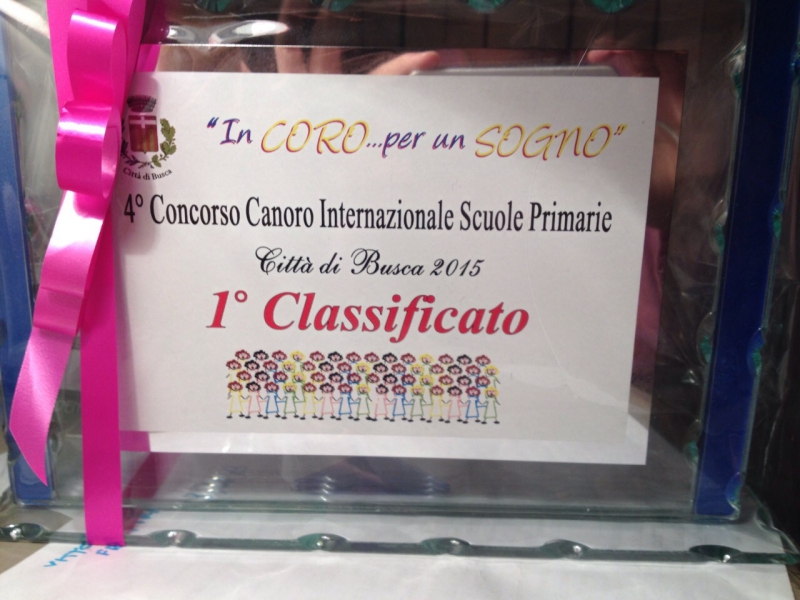 "In CORO...per un SOGNO"
Città di Busca
4° Concorso Canoro Internazionale Scuole Primarie
Città di Busca 2015
1° Classificato